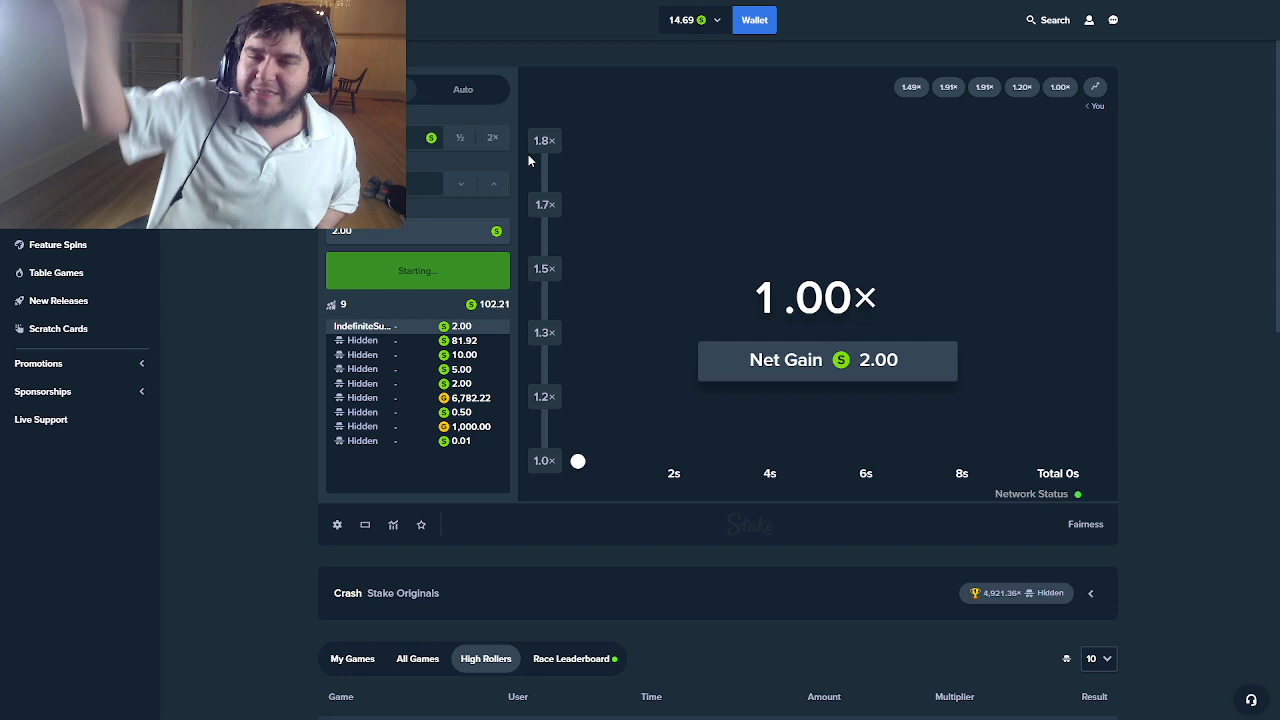 14.69
Wallet
Search
Auto
½
2×
2.00
Starting...
9
102.21
IndefiniteSu... - 2.00
Hidden - 81.92
Hidden - 10.00
Hidden - 5.00
Hidden - 2.00
Hidden - 6,782.22
Hidden - 0.50
Hidden - 1,000.00
Hidden - 0.01
Feature Spins
Table Games
New Releases
Scratch Cards
Promotions
Sponsorships
Live Support
1.49× 1.91× 1.91× 1.20× 1.00×
You
1.8×
1.7×
1.5×
1.3×
1.2×
1.0×
1.00×
Net Gain S 2.00
2s 4s 6s 8s Total 0s
Network Status
Stake
Fairness
Crash Stake Originals
4,921.36× Hidden
My Games All Games High Rollers Race Leaderboard
10
Game User Time Amount Multiplier Result